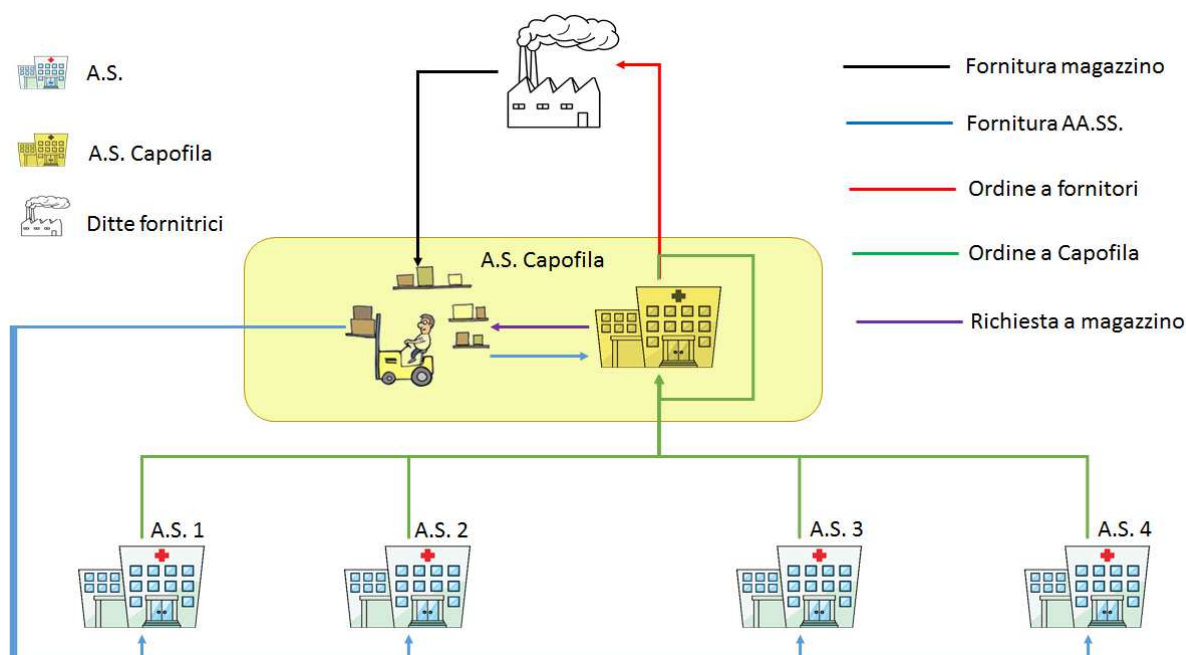 A.S.
A.S. Capofila
Ditte fornitrici
Fornitura magazzino
Fornitura AA.SS.
Ordine a fornitori
Ordine a Capofila
Richiesta a magazzino
A.S. Capofila
A.S. 1
A.S. 2
A.S. 3
A.S. 4